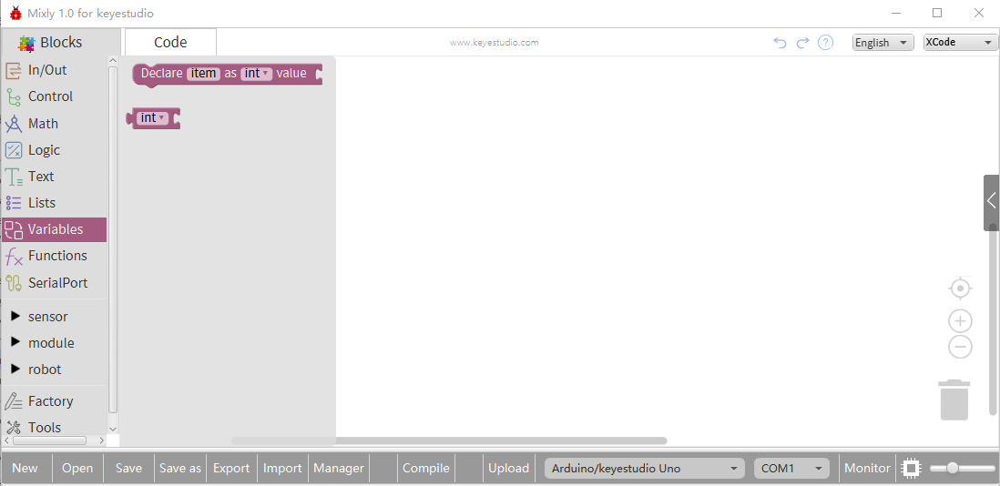 Mixly 1.0 for keyestudio
Blocks
Code
www.keyestudio.com
English
XCode
In/Out
Control
Math
Logic
Text
Lists
Variables
Functions
SerialPort
sensor
module
robot
Factory
Tools
Declare item as int value
int
New Open Save Save as Export Import Manager Compile Upload Arduino/keyestudio Uno COM1 Monitor